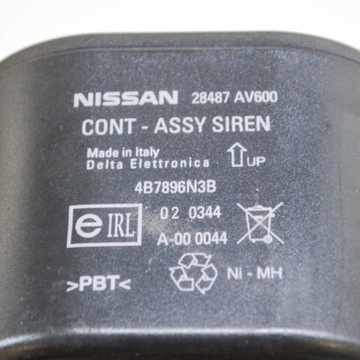 NISSAN 28487 AV600
CONT - ASSY SIREN
Made in Italy
Delta Elettronica
UP
4B7896N3B
e IRL
02 0344
A-00 0044
>PBT<
Ni - MH